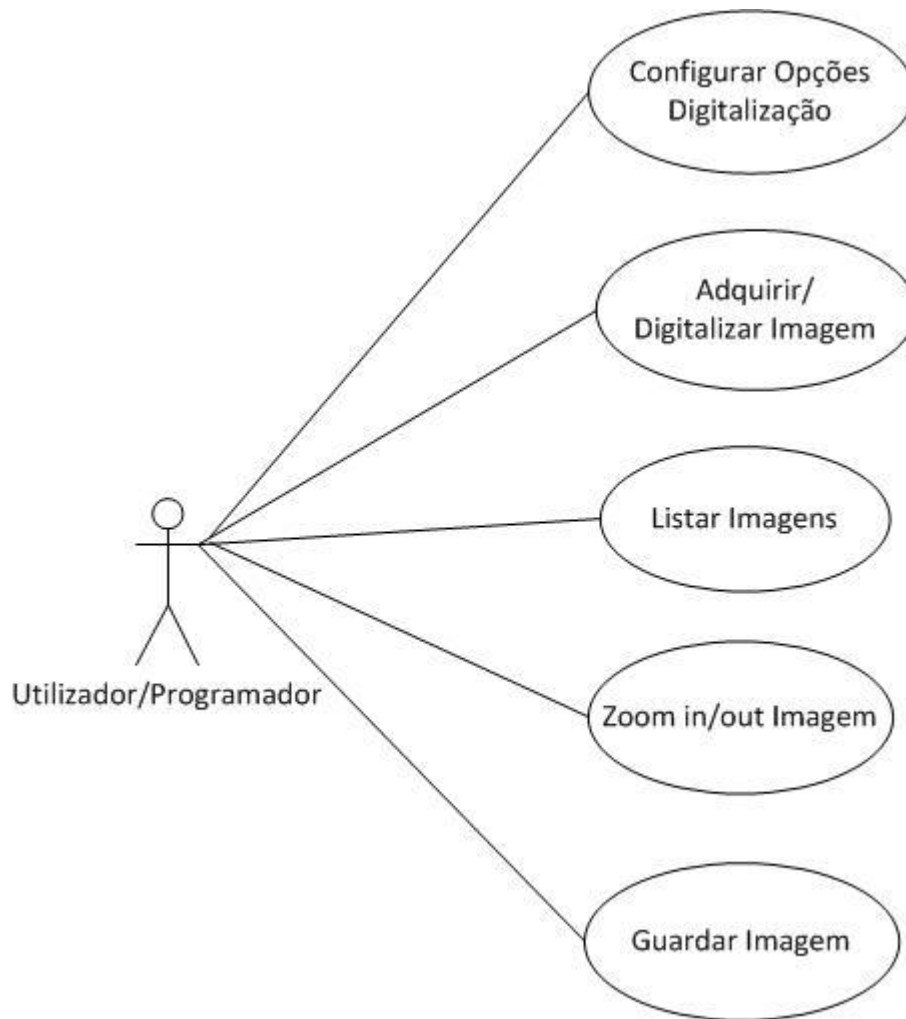 Configurar Opções
Digitalização
Adquirir/
Digitalizar Imagem
Listar Imagens
Utilizador/Programador
Zoom in/out Imagem
Guardar Imagem